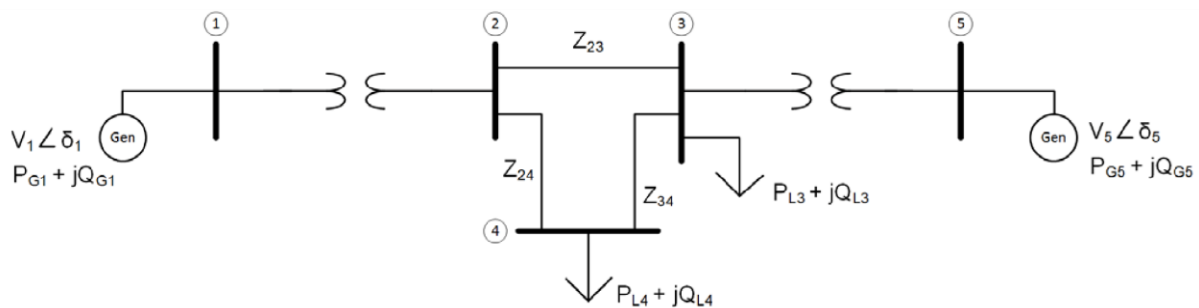 1
2
3
5
Z₂₃
Gen
V₁∠δ₁
P_G1 + jQ_G1
Gen
V₅∠δ₅
P_G5 + jQ_G5
Z₂₄
Z₃₄
P_L3 + jQ_L3
4
P_L4 + jQ_L4